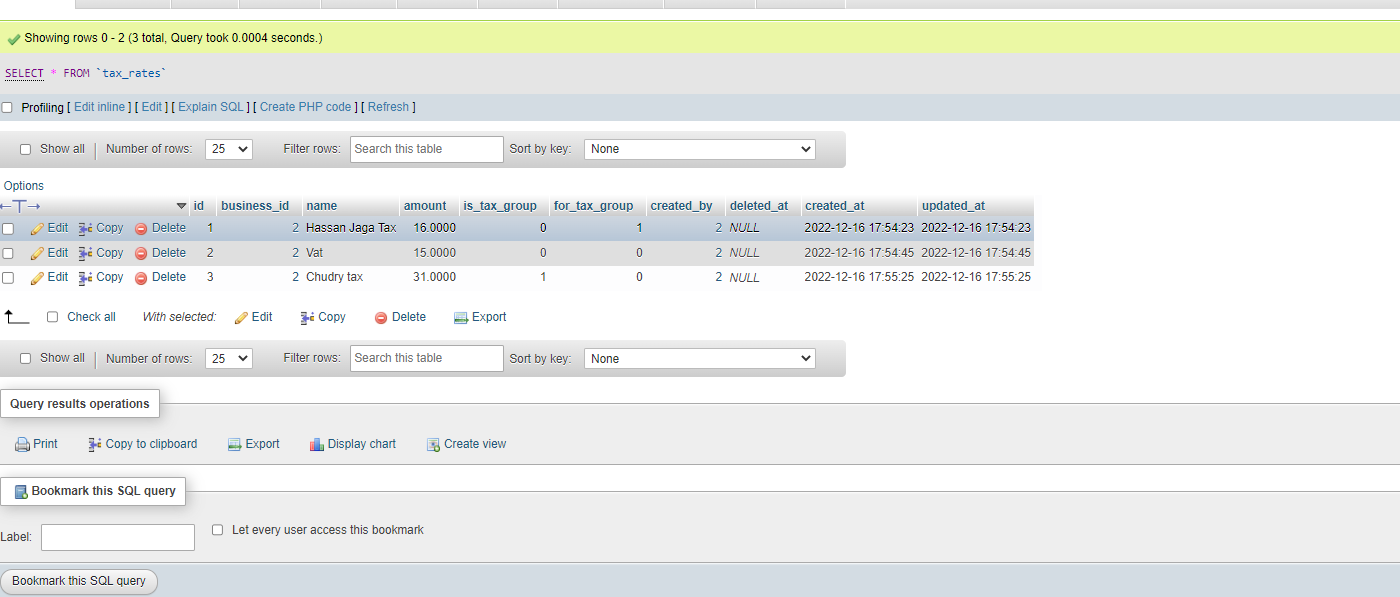 Showing rows 0 - 2 (3 total, Query took 0.0004 seconds.)
SELECT * FROM `tax_rates`
Profiling [ Edit inline ] [ Edit ] [ Explain SQL ] [ Create PHP code ] [ Refresh ]
Show all | Number of rows: 25 Filter rows: Search this table Sort by key: None
Options
←T→ id business_id name amount is_tax_group for_tax_group created_by deleted_at created_at updated_at
Edit Copy Delete 1 2 Hassan Jaga Tax 16.0000 0 1 2 NULL 2022-12-16 17:54:23 2022-12-16 17:54:23
Edit Copy Delete 2 2 Vat 15.0000 0 0 2 NULL 2022-12-16 17:54:45 2022-12-16 17:54:45
Edit Copy Delete 3 2 Chudry tax 31.0000 1 0 2 NULL 2022-12-16 17:55:25 2022-12-16 17:55:25
Check all With selected: Edit Copy Delete Export
Show all | Number of rows: 25 Filter rows: Search this table Sort by key: None
Query results operations
Print Copy to clipboard Export Display chart Create view
Bookmark this SQL query
Label: Let every user access this bookmark
Bookmark this SQL query